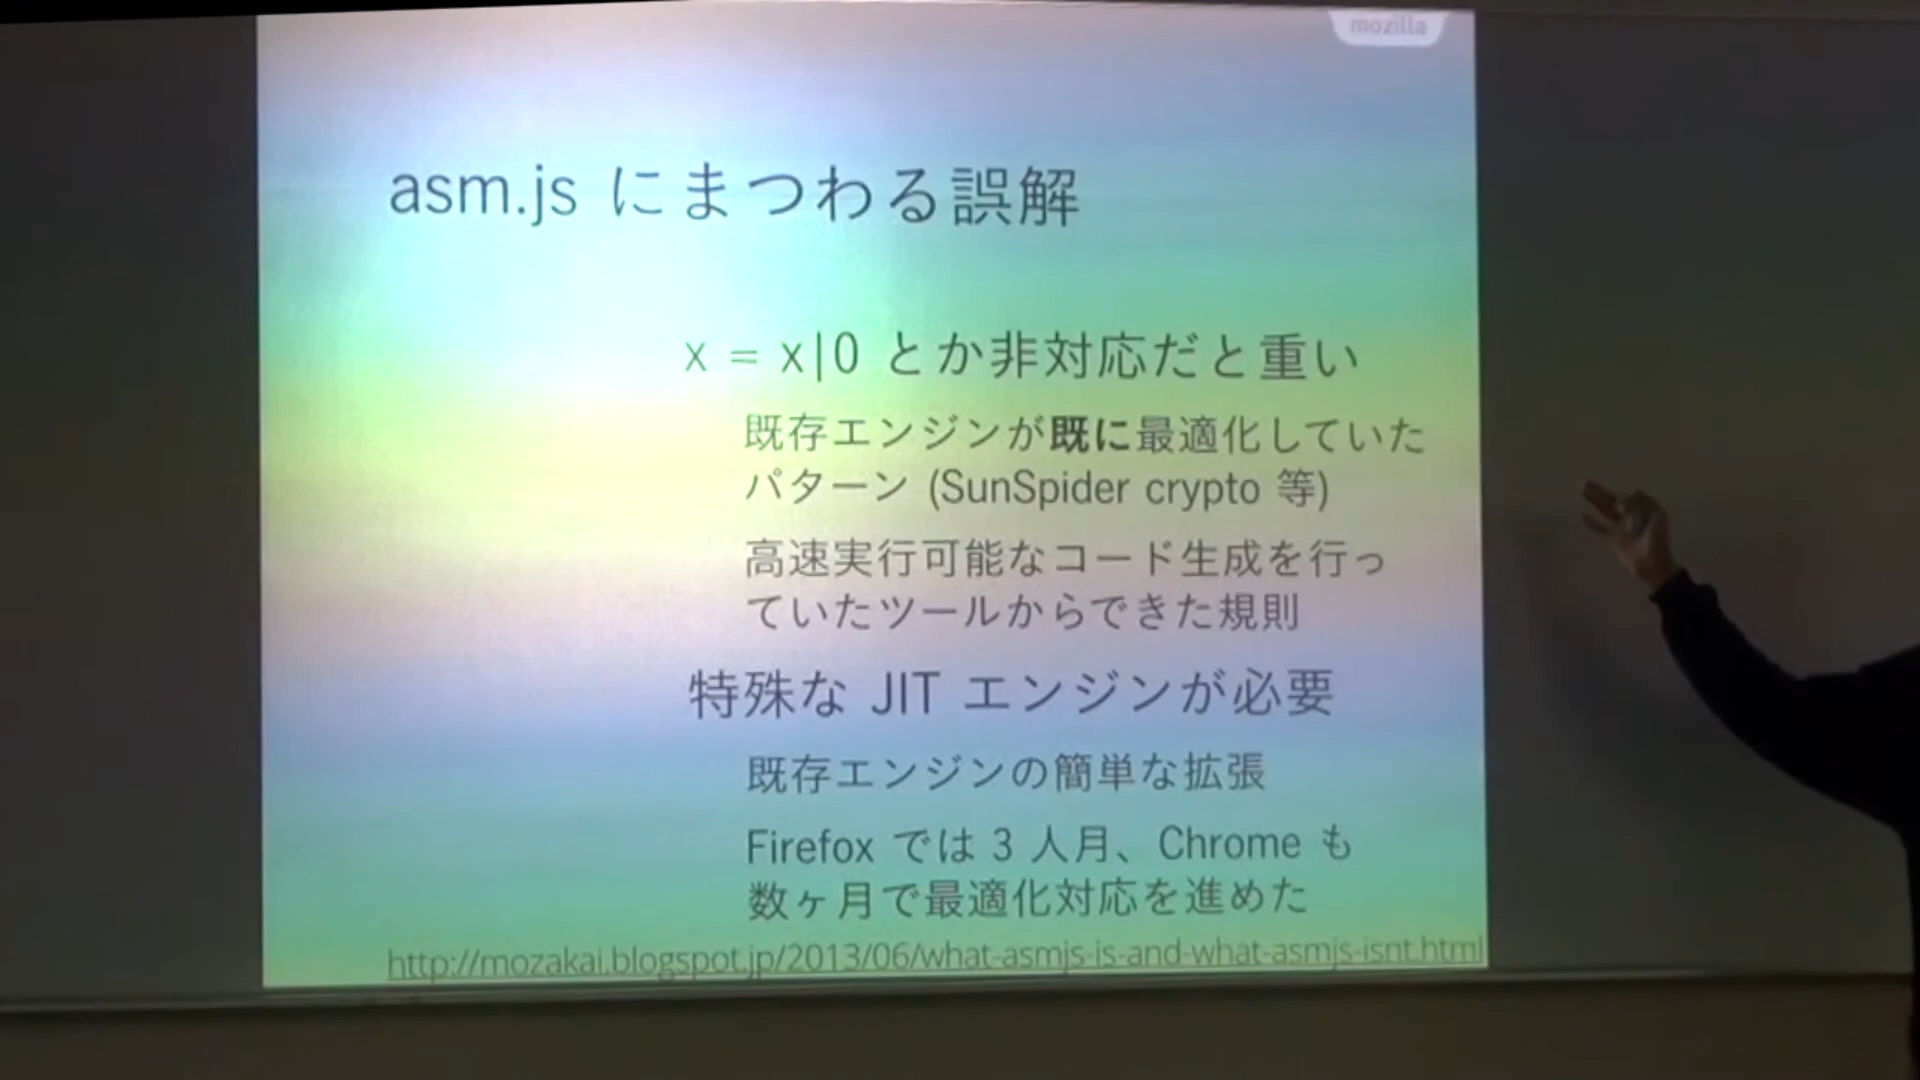 mozilla
asm.js にまつわる誤解
x = x|0 とか非対応だと重い
既存エンジンが既に最適化していた
パターン (SunSpider crypto 等)
高速実行可能なコード生成を行っ
ていたツールからできた規則
特殊な JIT エンジンが必要
既存エンジンの簡単な拡張
Firefox では 3 人月、Chrome も
数ヶ月で最適化対応を進めた
http://mozakai.blogspot.jp/2013/06/what-asmjs-is-and-what-asmjs-isnt.html